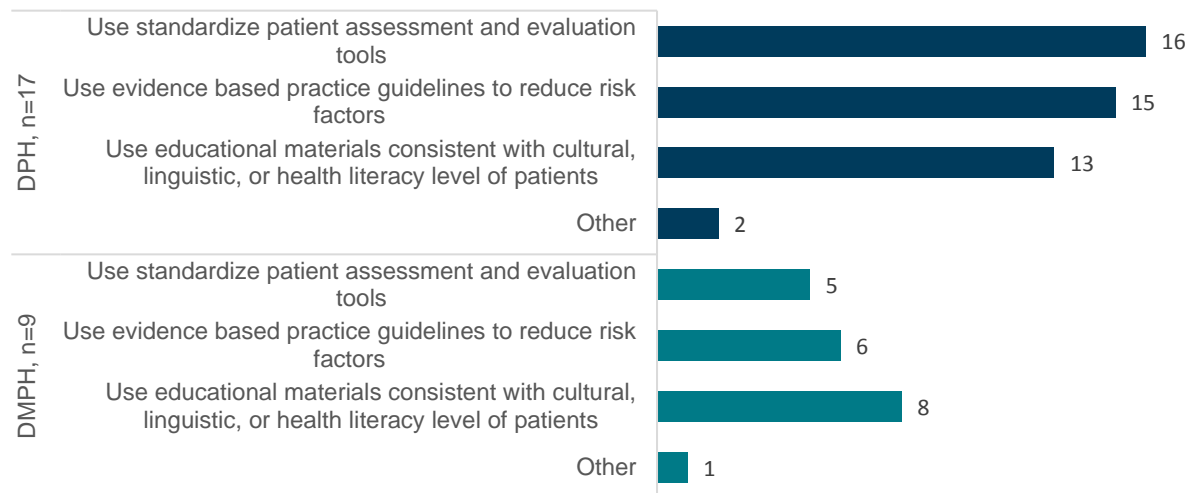 DPH, n=17
Use standardize patient assessment and evaluation
tools
16
Use evidence based practice guidelines to reduce risk
factors
15
Use educational materials consistent with cultural,
linguistic, or health literacy level of patients
13
Other
2
DMPH, n=9
Use standardize patient assessment and evaluation
tools
5
Use evidence based practice guidelines to reduce risk
factors
6
Use educational materials consistent with cultural,
linguistic, or health literacy level of patients
8
Other
1